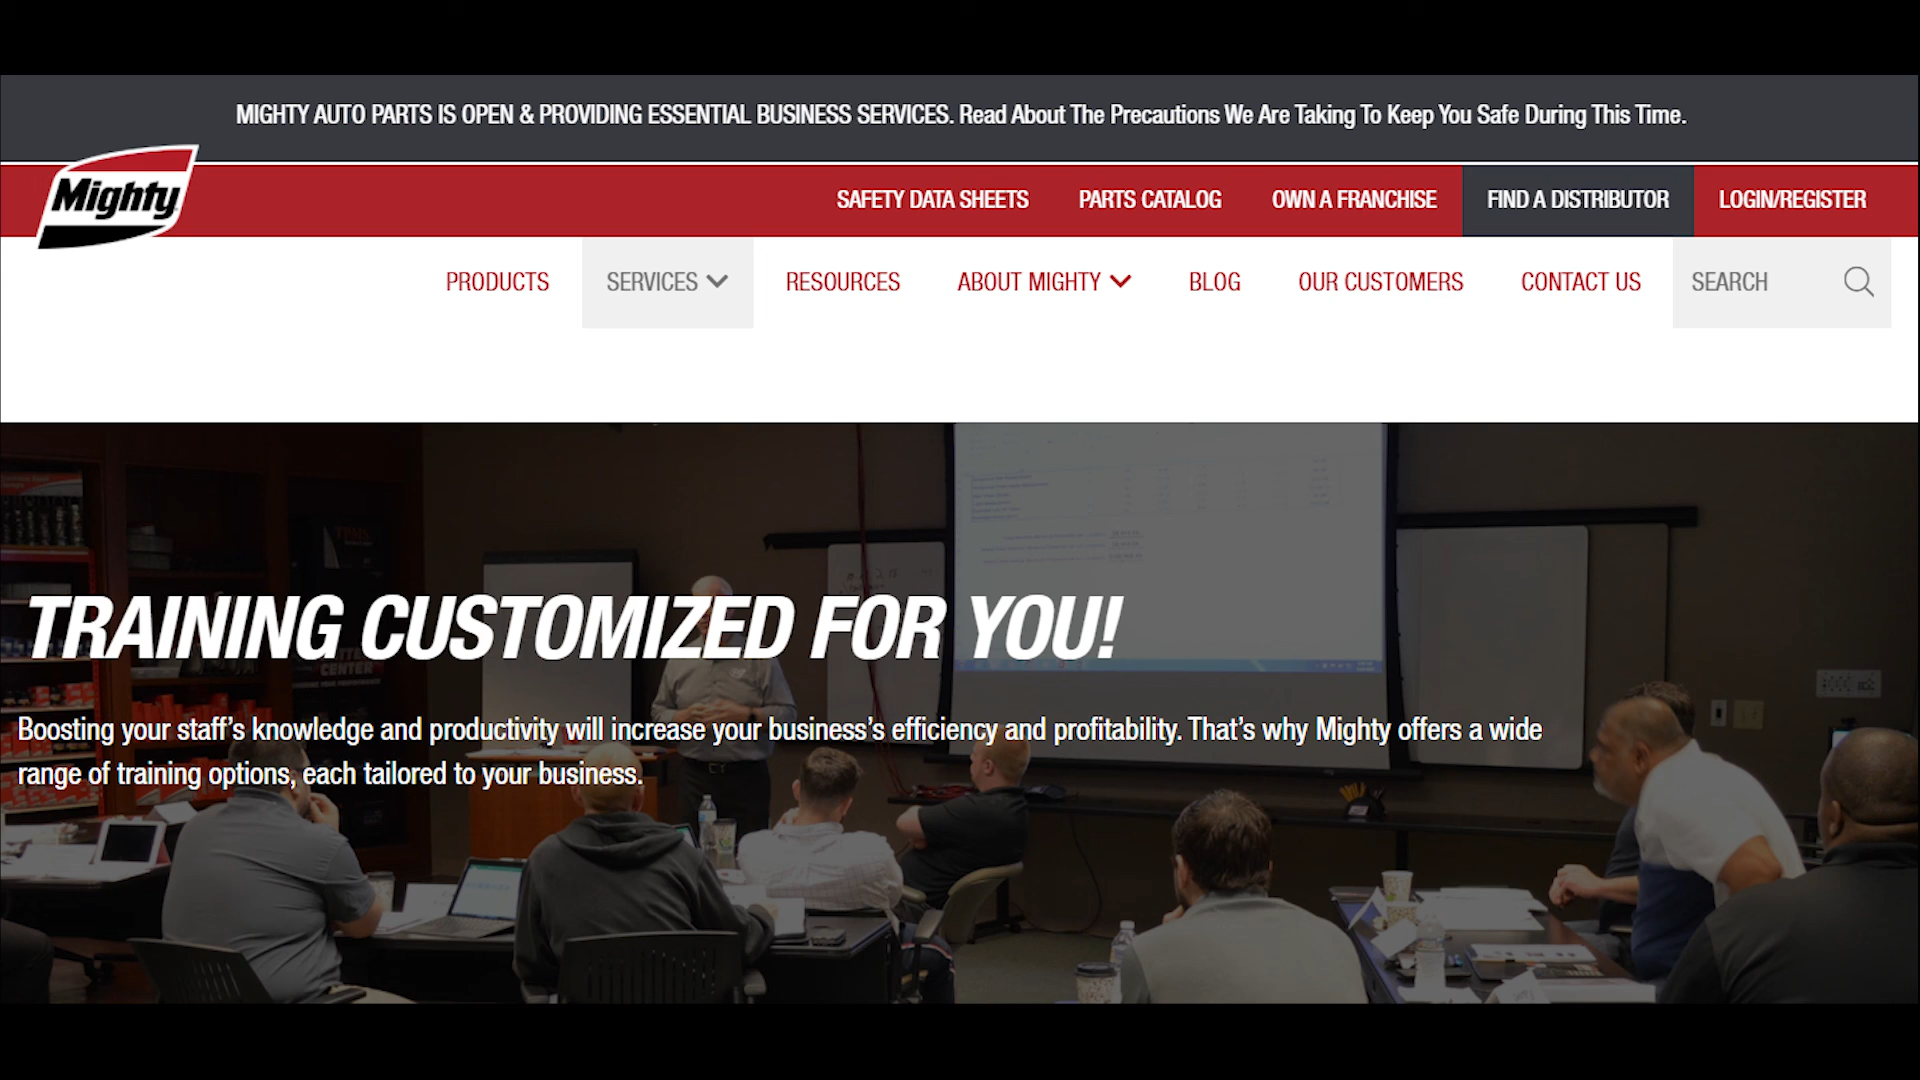 MIGHTY AUTO PARTS IS OPEN & PROVIDING ESSENTIAL BUSINESS SERVICES. Read About The Precautions We Are Taking To Keep You Safe During This Time.
Mighty
SAFETY DATA SHEETS PARTS CATALOG OWN A FRANCHISE FIND A DISTRIBUTOR LOGIN/REGISTER
PRODUCTS SERVICES RESOURCES ABOUT MIGHTY BLOG OUR CUSTOMERS CONTACT US SEARCH
TPMS
TRAINING CUSTOMIZED FOR YOU!
CENTER
Boosting your staff’s knowledge and productivity will increase your business’s efficiency and profitability. That’s why Mighty offers a wide
range of training options, each tailored to your business.